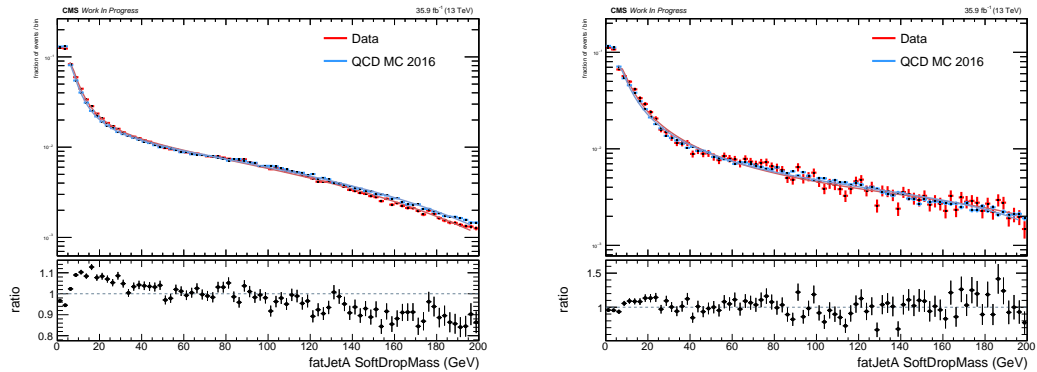 CMS Work In Progress 35.9 fb⁻¹ (13 TeV)
fraction of events / bin
Data
QCD MC 2016
10⁻¹
10⁻²
10⁻³
ratio
1.1
1
0.9
0.8
0 20 40 60 80 100 120 140 160 180 200
fatJetA SoftDropMass (GeV)
CMS Work In Progress 35.9 fb⁻¹ (13 TeV)
fraction of events / bin
Data
QCD MC 2016
10⁻¹
10⁻²
10⁻³
ratio
1.5
1
0.5
0 20 40 60 80 100 120 140 160 180 200
fatJetA SoftDropMass (GeV)